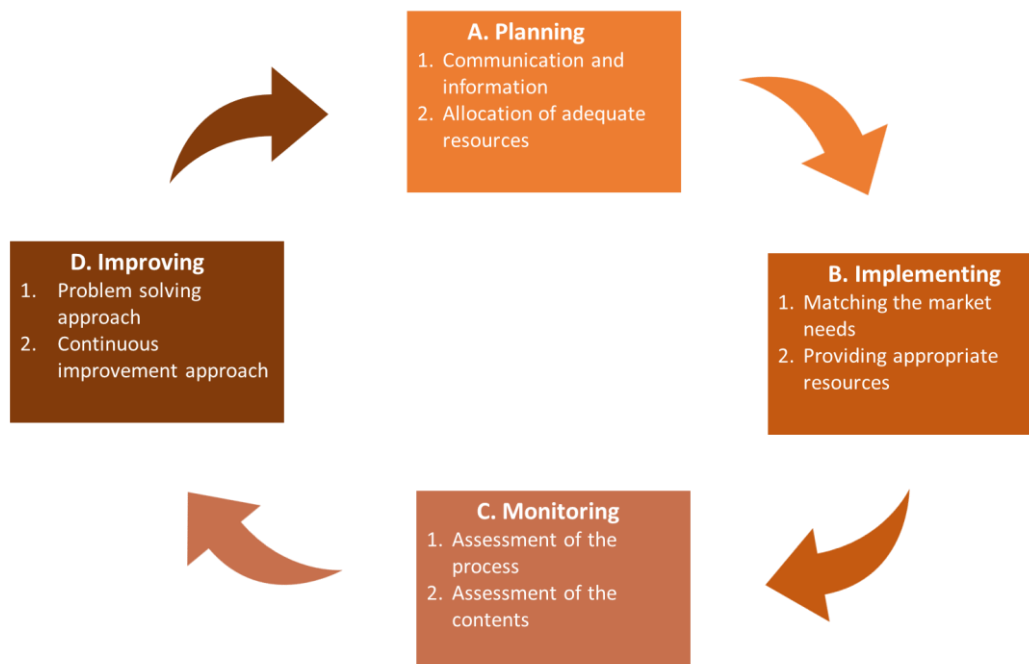 A. Planning
1. Communication and
information
2. Allocation of adequate
resources
B. Implementing
1. Matching the market
needs
2. Providing appropriate
resources
C. Monitoring
1. Assessment of the
process
2. Assessment of the
contents
D. Improving
1. Problem solving
approach
2. Continuous
improvement approach